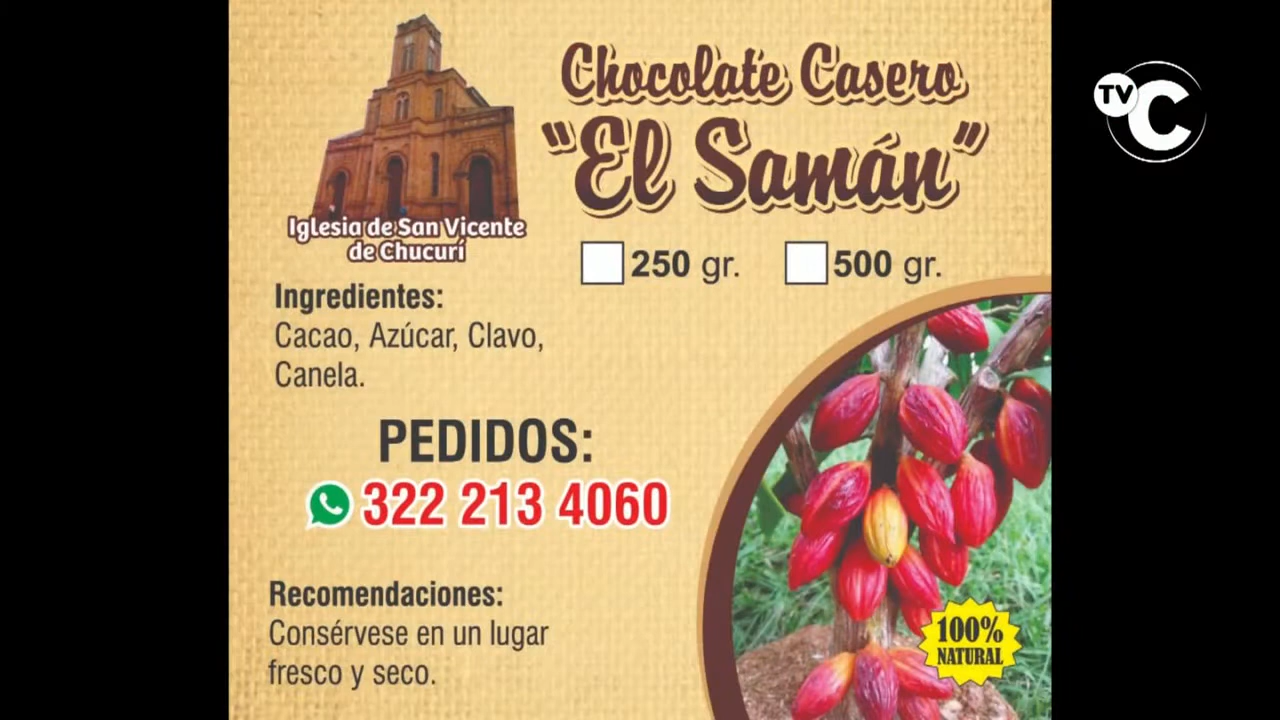 Chocolate Casero
"El Samán"
TV C
Iglesia de San Vicente
de Chucurí
250 gr.
500 gr.
Ingredientes:
Cacao, Azúcar, Clavo,
Canela.
PEDIDOS:
322 213 4060
Recomendaciones:
Consérvese en un lugar
fresco y seco.
100%
NATURAL